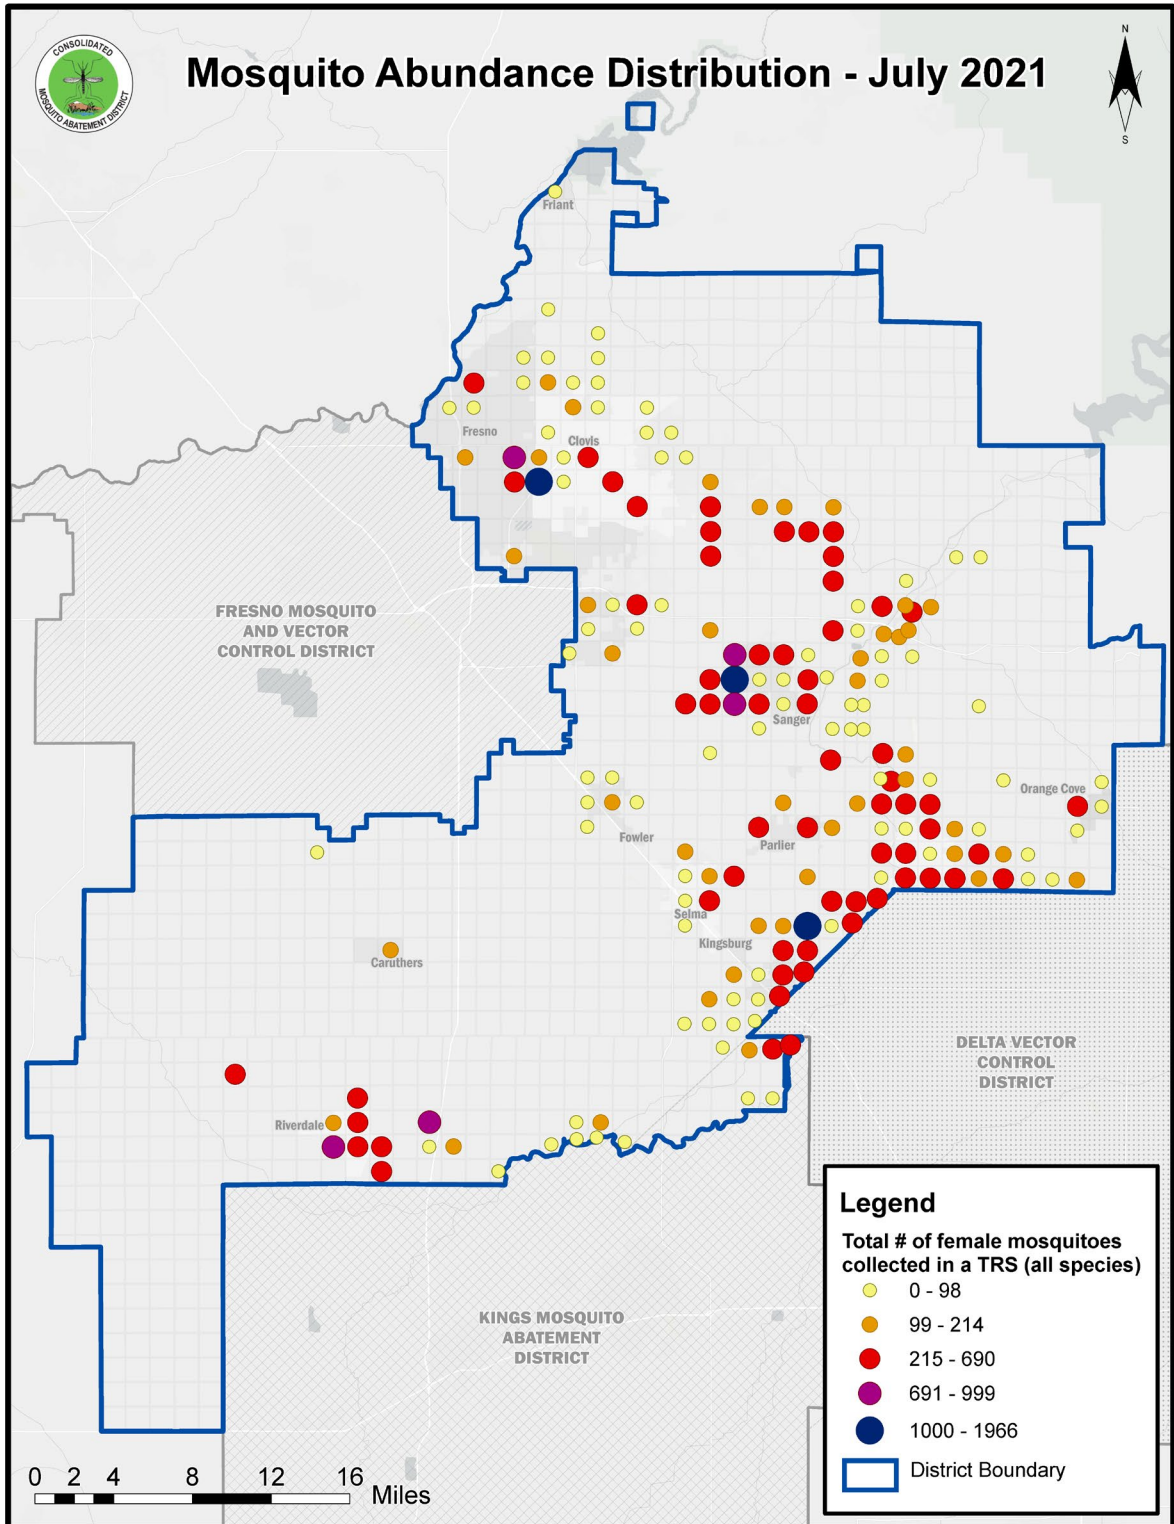 CONSOLIDATED
MOSQUITO ABATEMENT DISTRICT
Mosquito Abundance Distribution - July 2021
N
S
Friant
Fresno
Clovis
FRESNO MOSQUITO
AND VECTOR
CONTROL DISTRICT
Sanger
Orange Cove
Fowler
Parlier
Selma
Kingsburg
Caruthers
DELTA VECTOR
CONTROL
DISTRICT
Riverdale
KINGS MOSQUITO
ABATEMENT
DISTRICT
Legend
Total # of female mosquitoes
collected in a TRS (all species)
0 - 98
99 - 214
215 - 690
691 - 999
1000 - 1966
District Boundary
0 2 4 8 12 16
Miles